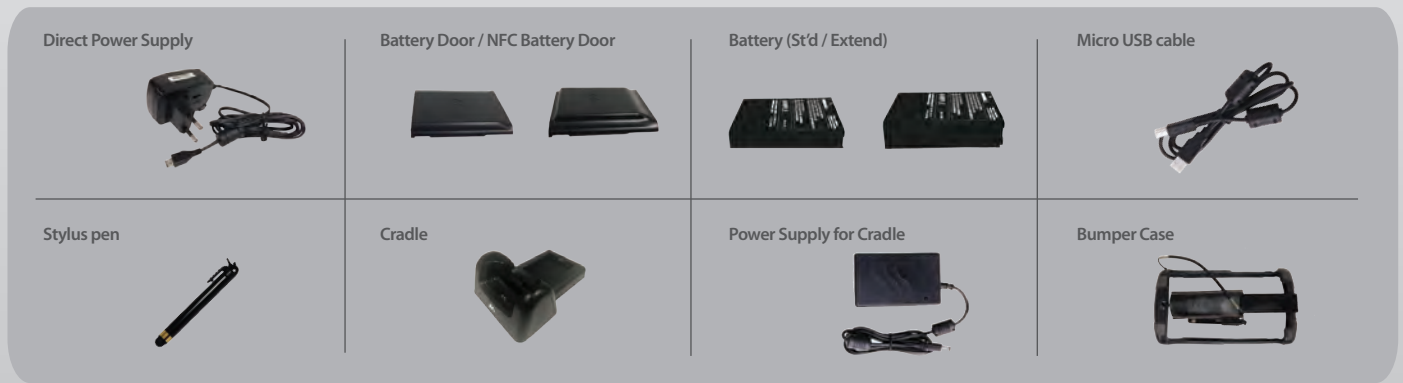 Direct Power Supply
Battery Door / NFC Battery Door
Battery (St'd / Extend)
Micro USB cable
Stylus pen
Cradle
Power Supply for Cradle
Bumper Case